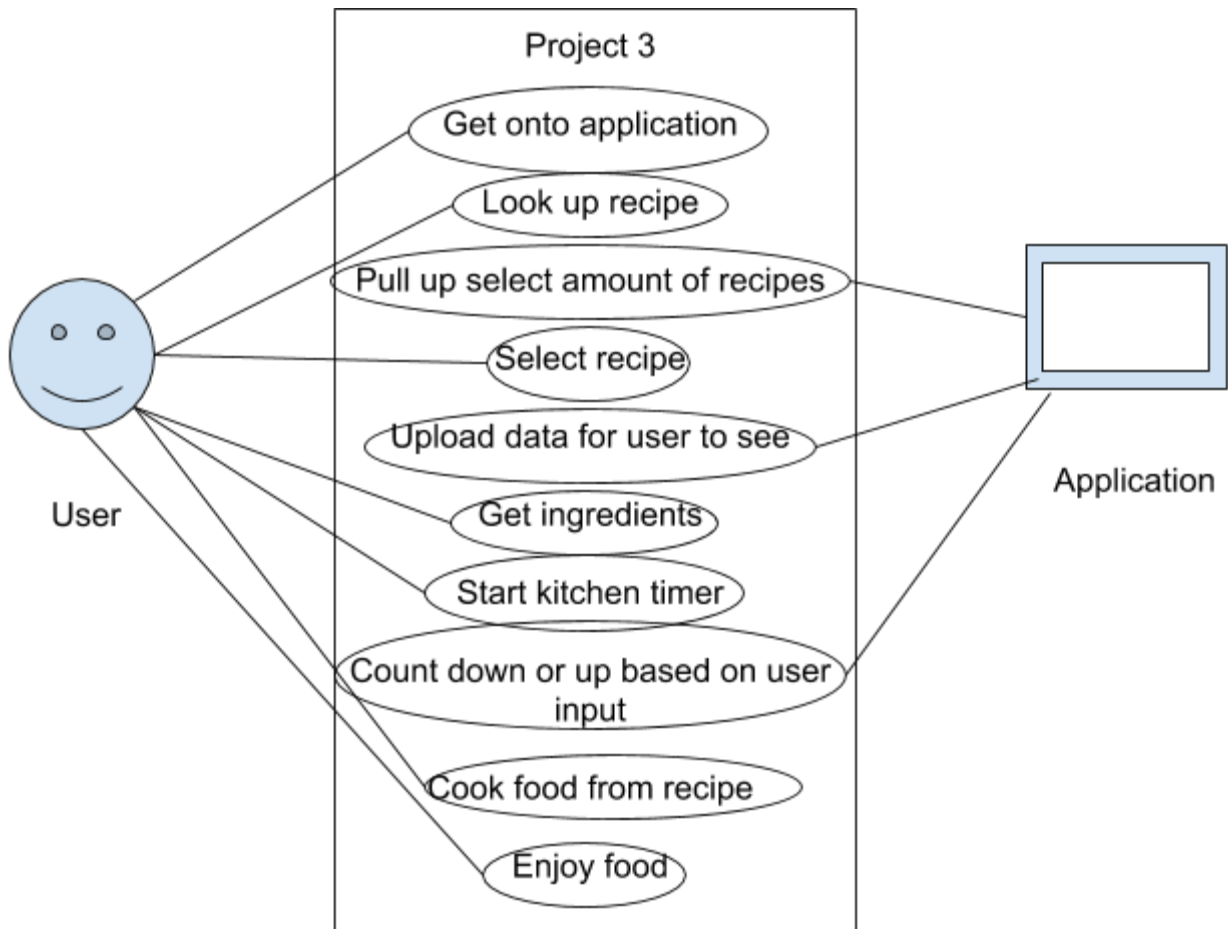 Project 3
Get onto application
Look up recipe
Pull up select amount of recipes
Select recipe
Upload data for user to see
Get ingredients
Start kitchen timer
Count down or up based on user
input
Cook food from recipe
Enjoy food
User
Application